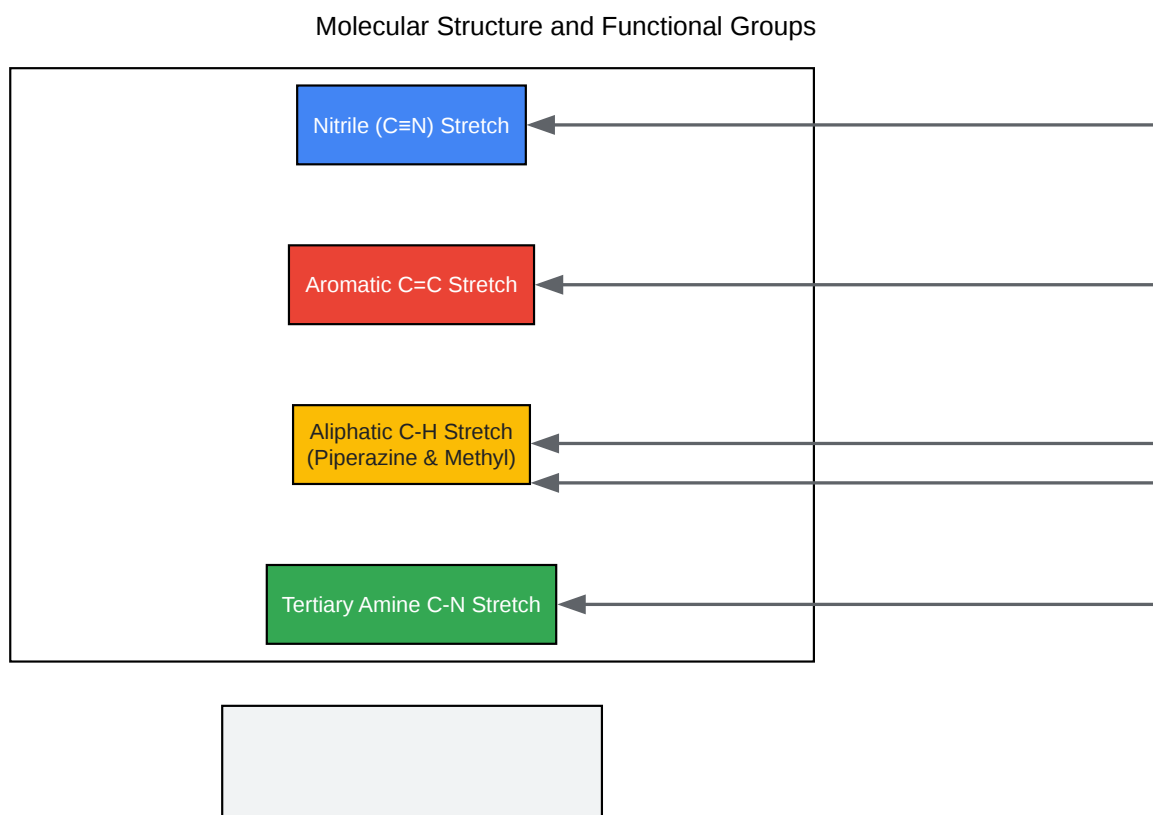 Molecular Structure and Functional Groups
Nitrile (C≡N) Stretch
Aromatic C=C Stretch
Aliphatic C-H Stretch
(Piperazine & Methyl)
Tertiary Amine C-N Stretch